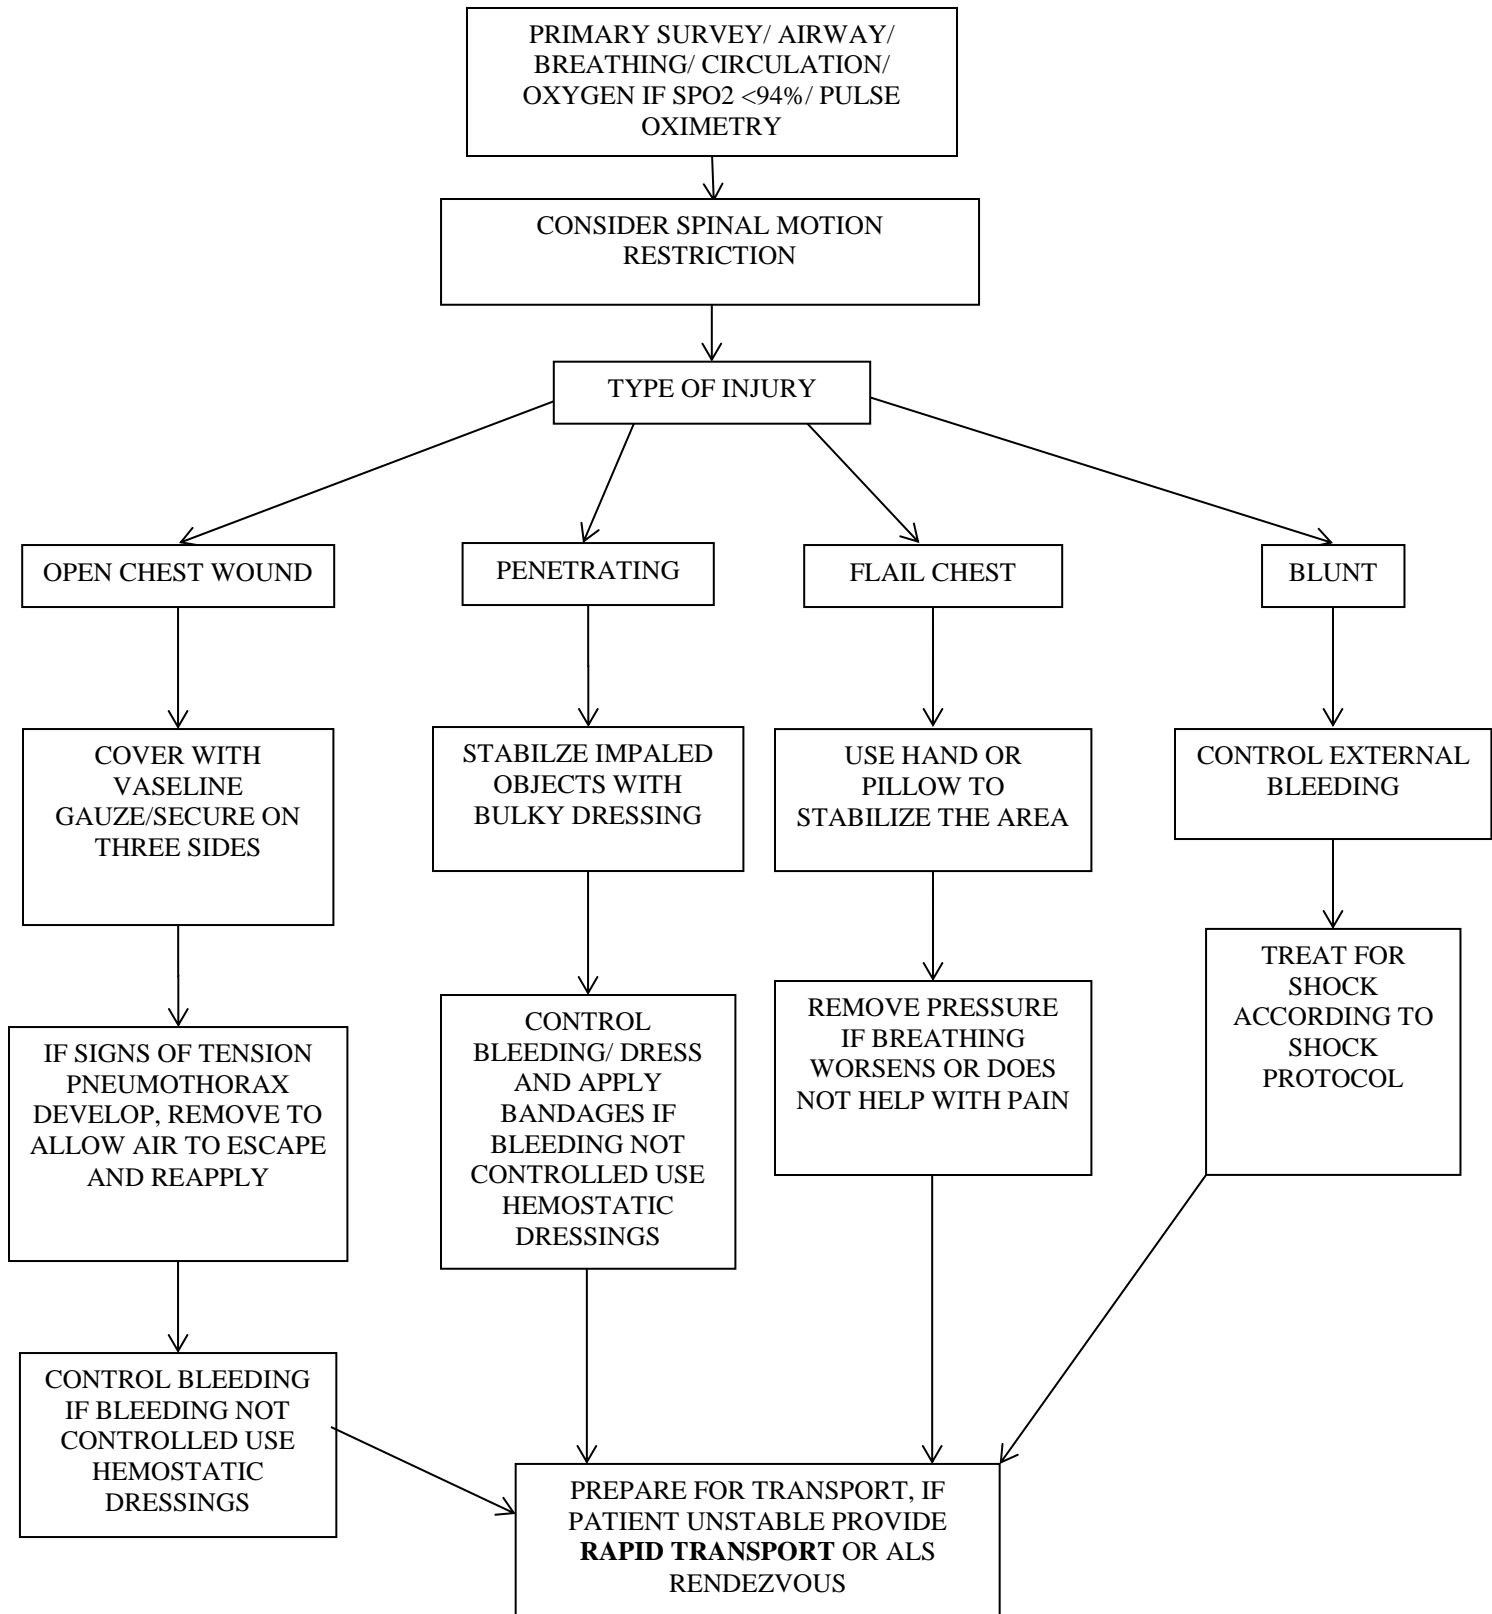 PRIMARY SURVEY/ AIRWAY/
BREATHING/ CIRCULATION/
OXYGEN IF SPO2 <94%/ PULSE
OXIMETRY
CONSIDER SPINAL MOTION
RESTRICTION
TYPE OF INJURY
OPEN CHEST WOUND
PENETRATING
FLAIL CHEST
BLUNT
COVER WITH
VASELINE
GAUZE/SECURE ON
THREE SIDES
STABILZE IMPALED
OBJECTS WITH
BULKY DRESSING
USE HAND OR
PILLOW TO
STABILIZE THE AREA
CONTROL EXTERNAL
BLEEDING
IF SIGNS OF TENSION
PNEUMOTHORAX
DEVELOP, REMOVE TO
ALLOW AIR TO ESCAPE
AND REAPPLY
CONTROL
BLEEDING/ DRESS
AND APPLY
BANDAGES IF
BLEEDING NOT
CONTROLLED USE
HEMOSTATIC
DRESSINGS
REMOVE PRESSURE
IF BREATHING
WORSENS OR DOES
NOT HELP WITH PAIN
TREAT FOR
SHOCK
ACCORDING TO
SHOCK
PROTOCOL
CONTROL BLEEDING
IF BLEEDING NOT
CONTROLLED USE
HEMOSTATIC
DRESSINGS
PREPARE FOR TRANSPORT, IF
PATIENT UNSTABLE PROVIDE
RAPID TRANSPORT OR ALS
RENDEZVOUS